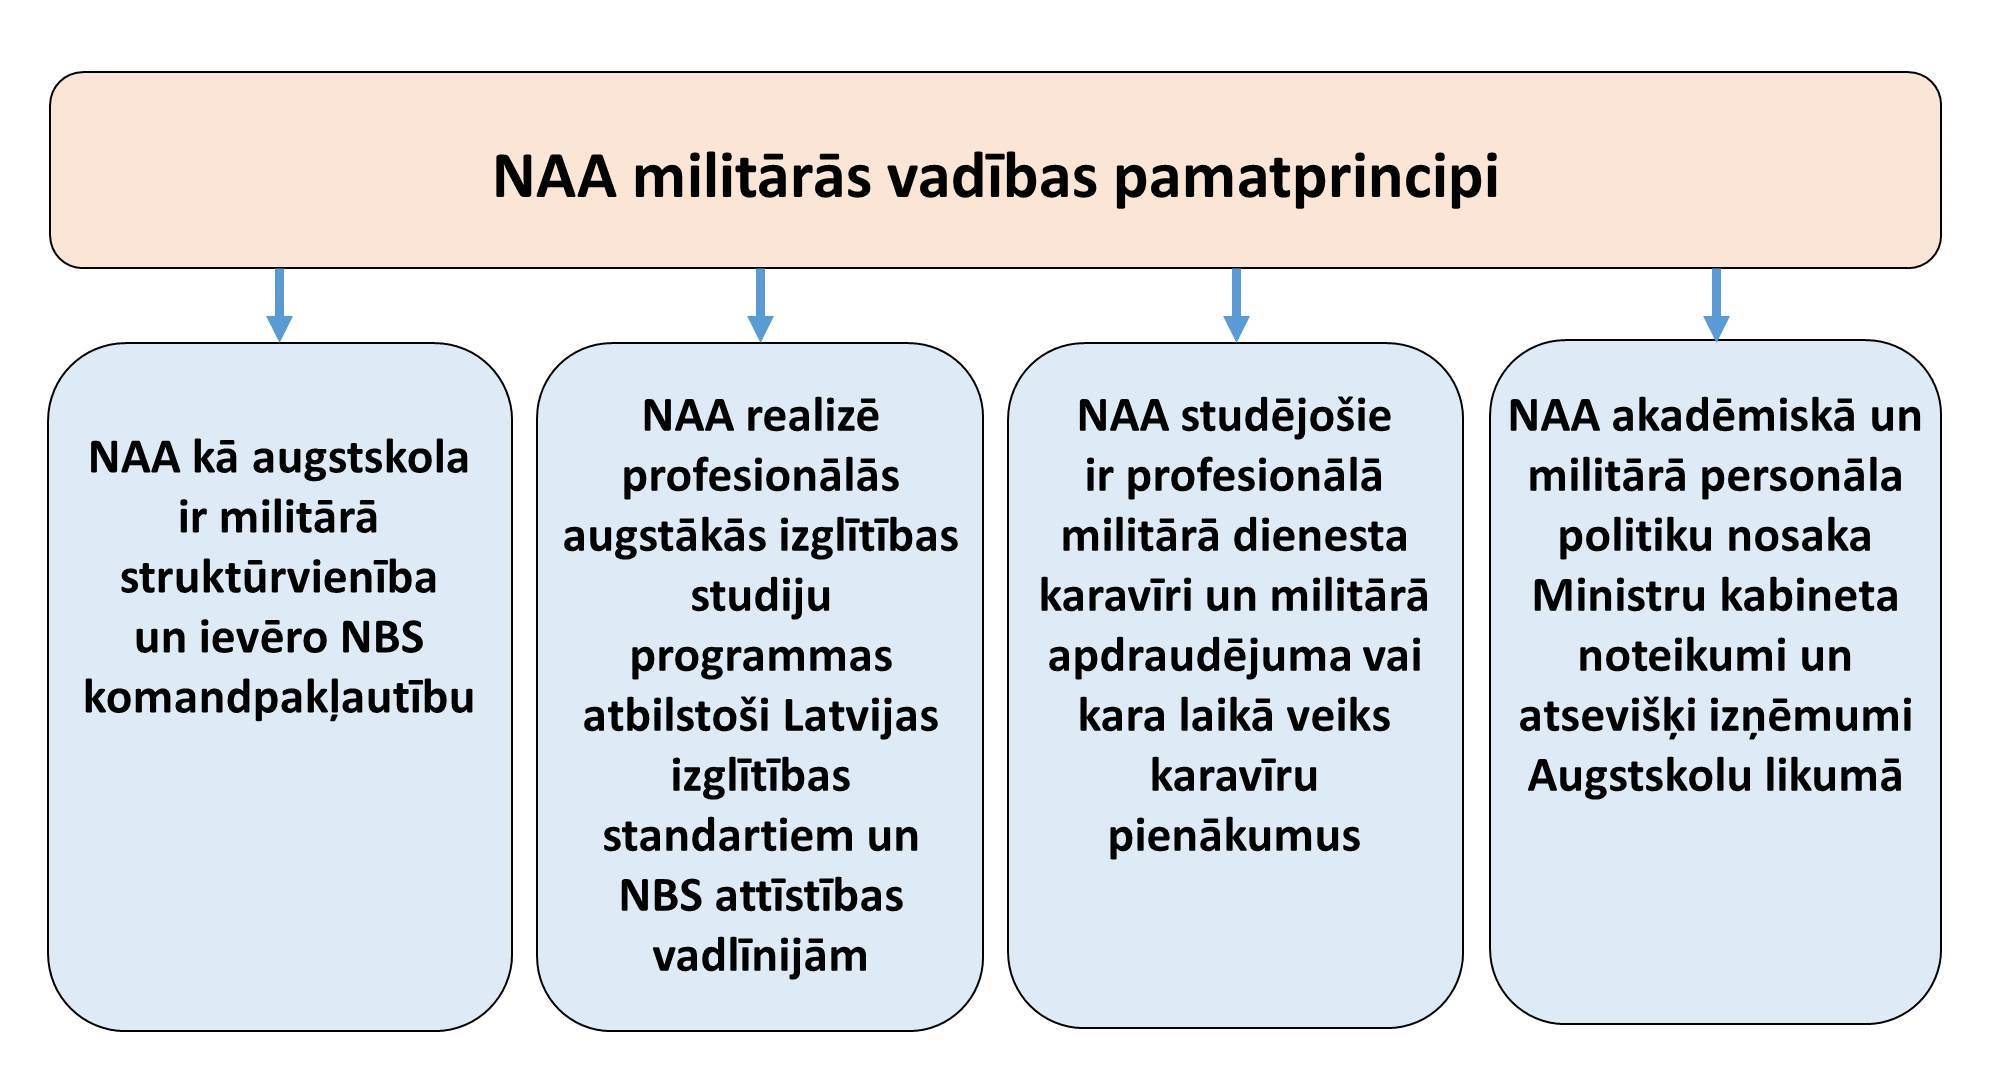 NAA militārās vadības pamatprincipi
NAA kā augstskola
ir militārā
struktūrvienība
un ievēro NBS
komandpakļautību
NAA realizē
profesionālās
augstākās izglītības
studiju
programmas
atbilstoši Latvijas
izglītības
standartiem un
NBS attīstības
vadlīnijām
NAA studējošie
ir profesionālā
militārā dienesta
karavīri un militārā
apdraudējuma vai
kara laikā veiks
karavīru
pienākumus
NAA akadēmiskā un
militārā personāla
politiku nosaka
Ministru kabineta
noteikumi un
atsevišķi izņēmumi
Augstskolu likumā